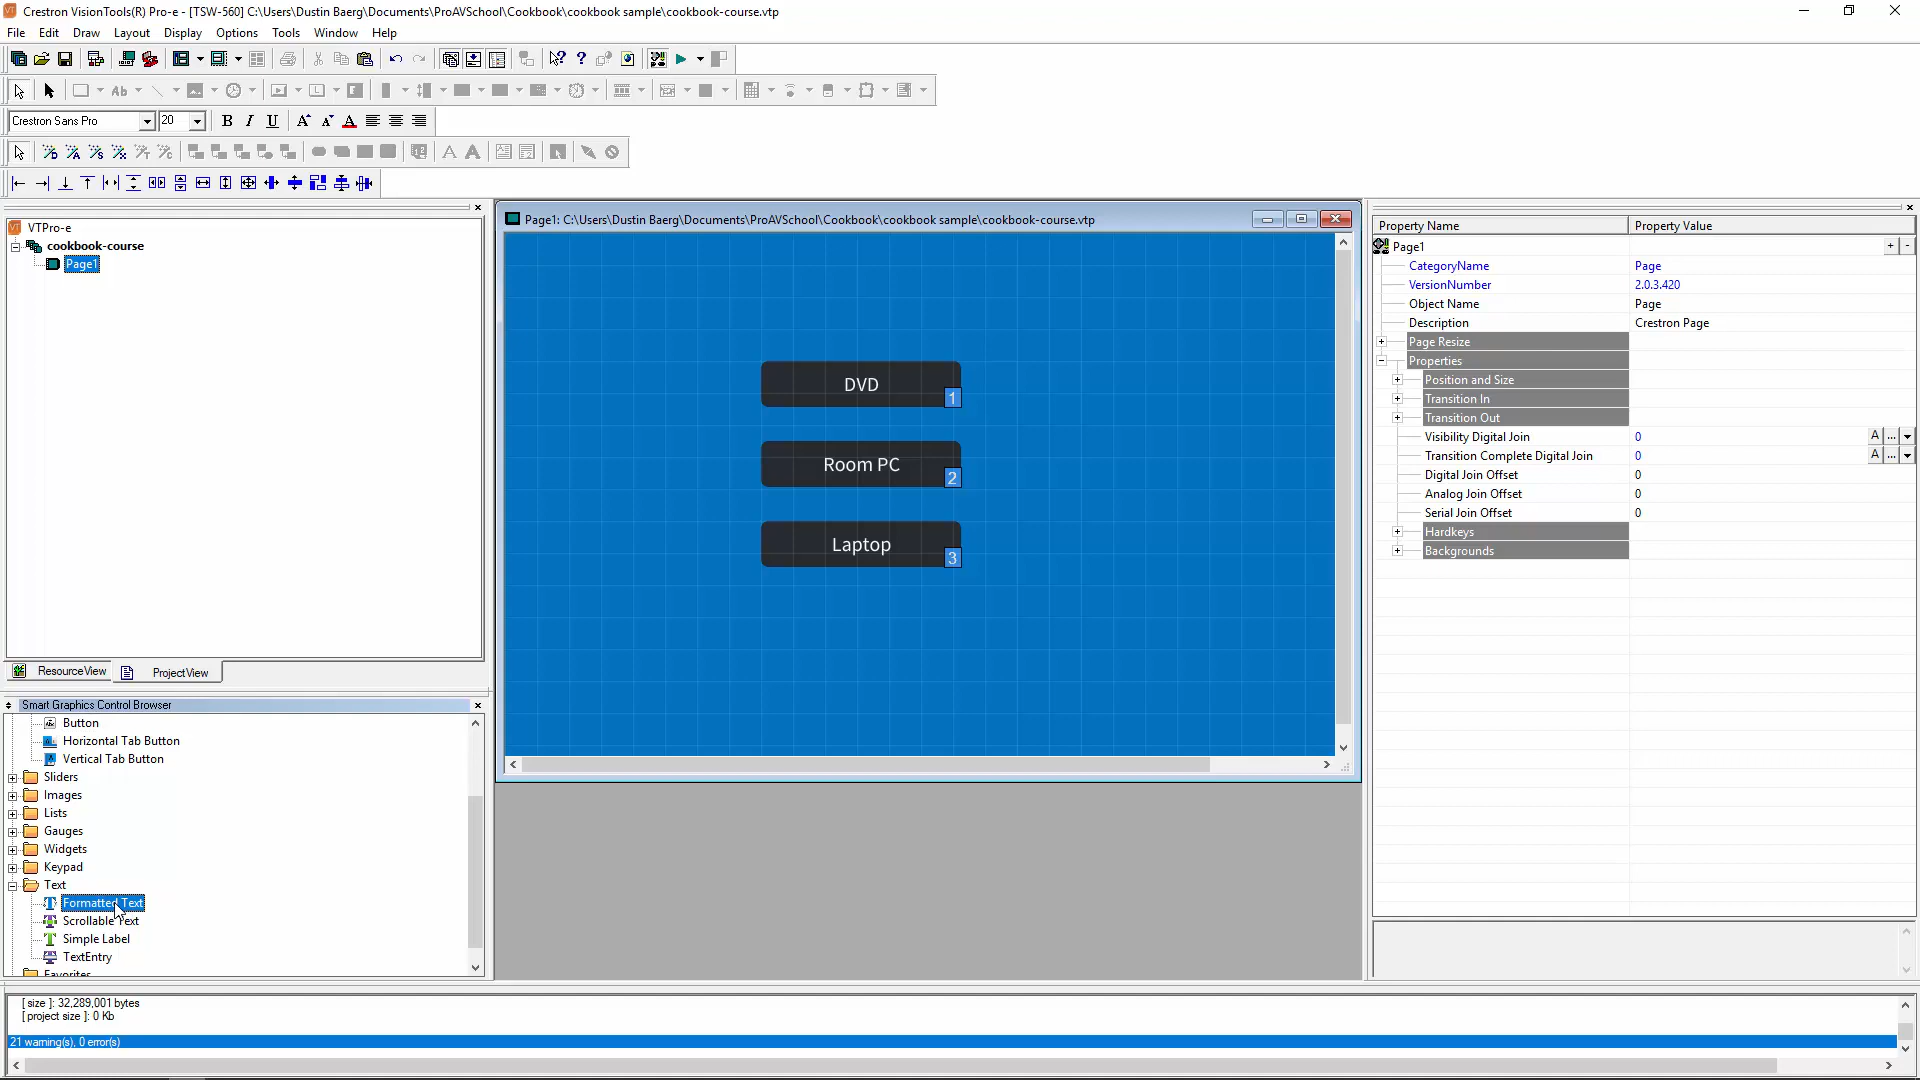 Crestron VisionTools(R) Pro-e - [TSW-560] C:\Users\Dustin Baerg\Documents\ProAVSchool\Cookbook\cookbook sample\cookbook-course.vtp
File Edit Draw Layout Display Options Tools Window Help
Crestron Sans Pro 20 B I U
VTPro-e
cookbook-course
Page1
ResourceView ProjectView
Smart Graphics Control Browser
Button
Horizontal Tab Button
Vertical Tab Button
Sliders
Images
Lists
Gauges
Widgets
Keypad
Text
Formatted Text
Scrollable Text
Simple Label
TextEntry
Favorites
Page1: C:\Users\Dustin Baerg\Documents\ProAVSchool\Cookbook\cookbook sample\cookbook-course.vtp
DVD
1
Room PC
2
Laptop
3
Property Name Property Value
Page1 + -
CategoryName Page
VersionNumber 2.0.3.420
Object Name Page
Description Crestron Page
Page Resize
Properties
Position and Size
Transition In
Transition Out
Visibility Digital Join 0 A ...
Transition Complete Digital Join 0 A ...
Digital Join Offset 0
Analog Join Offset 0
Serial Join Offset 0
Hardkeys
Backgrounds
[ size ]: 32,289,001 bytes
[ project size ]: 0 Kb
21 warning(s), 0 error(s)